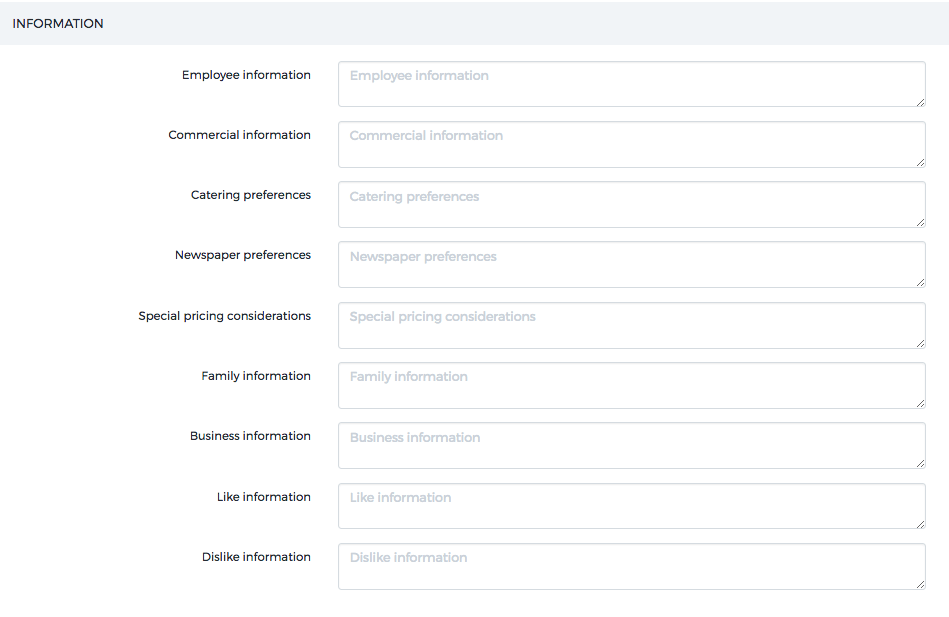 INFORMATION
Employee information
Employee information
Commercial information
Commercial information
Catering preferences
Catering preferences
Newspaper preferences
Newspaper preferences
Special pricing considerations
Special pricing considerations
Family information
Family information
Business information
Business information
Like information
Like information
Dislike information
Dislike information